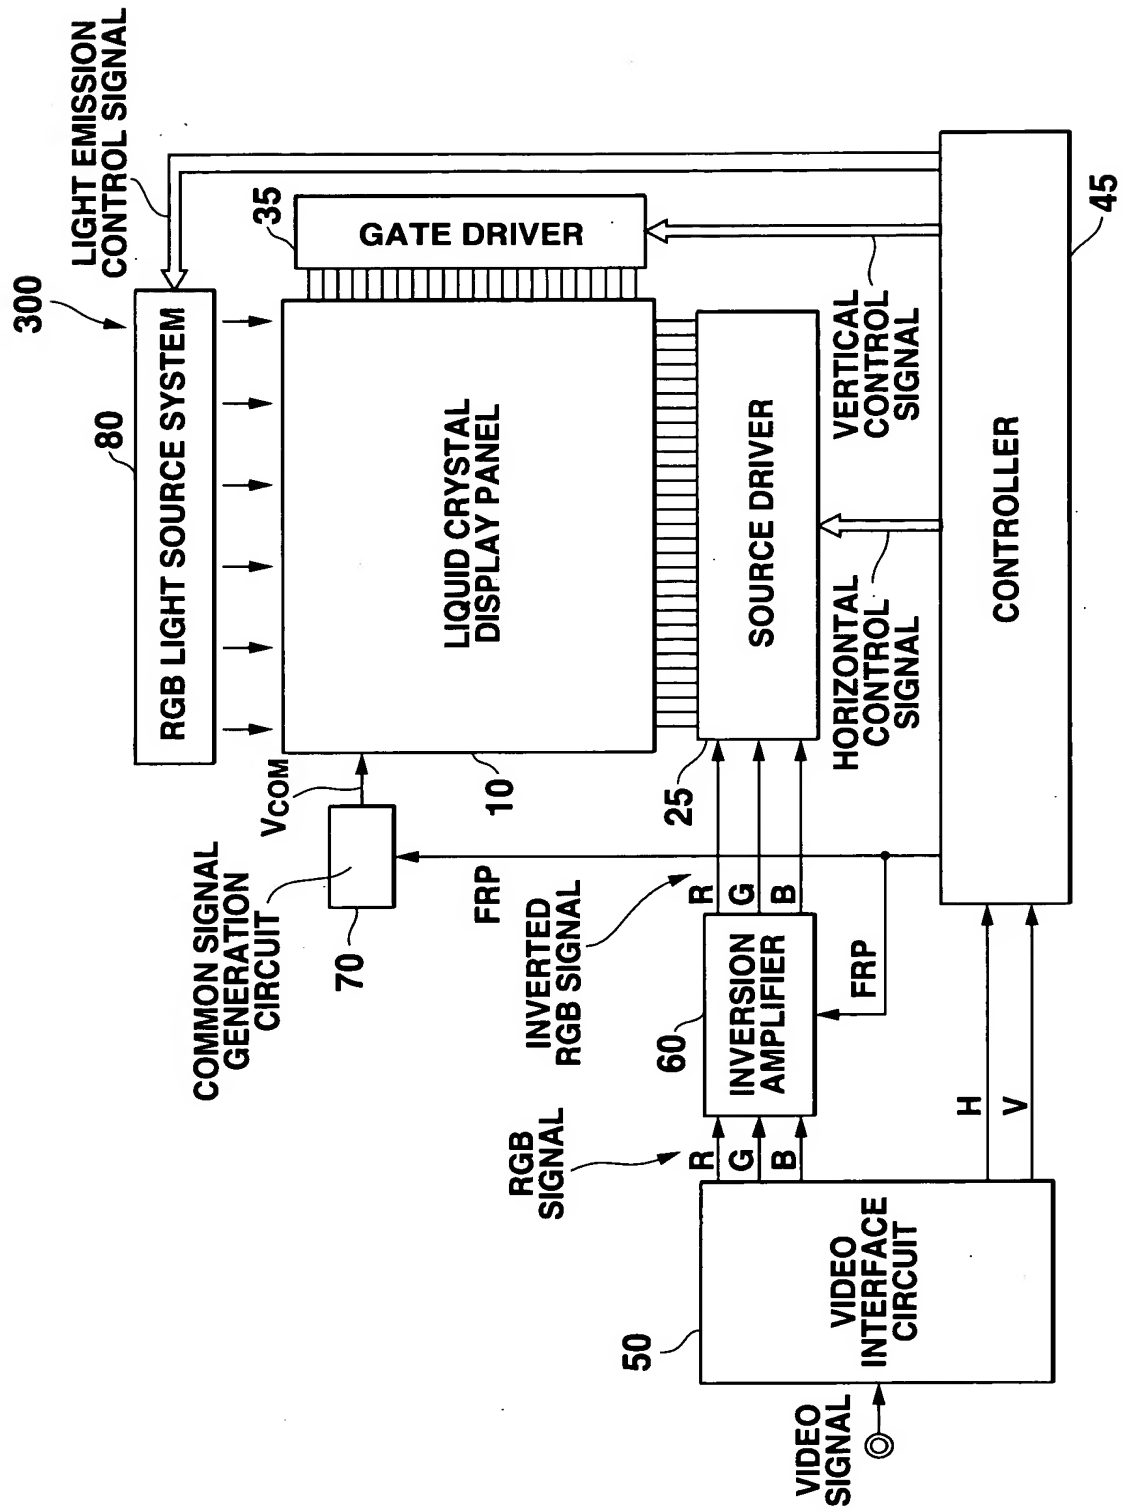 300
LIGHT EMISSION
CONTROL SIGNAL
80
RGB LIGHT SOURCE SYSTEM
35
GATE DRIVER
COMMON SIGNAL
GENERATION
CIRCUIT
VCOM
70
LIQUID CRYSTAL
DISPLAY PANEL
10
FRP
INVERTED
RGB SIGNAL
RGB
SIGNAL
R
G
B
60
INVERSION
AMPLIFIER
R
G
B
25
SOURCE DRIVER
FRP
HORIZONTAL
CONTROL
SIGNAL
VERTICAL
CONTROL
SIGNAL
50
VIDEO
INTERFACE
CIRCUIT
VIDEO
SIGNAL
H
V
CONTROLLER
45